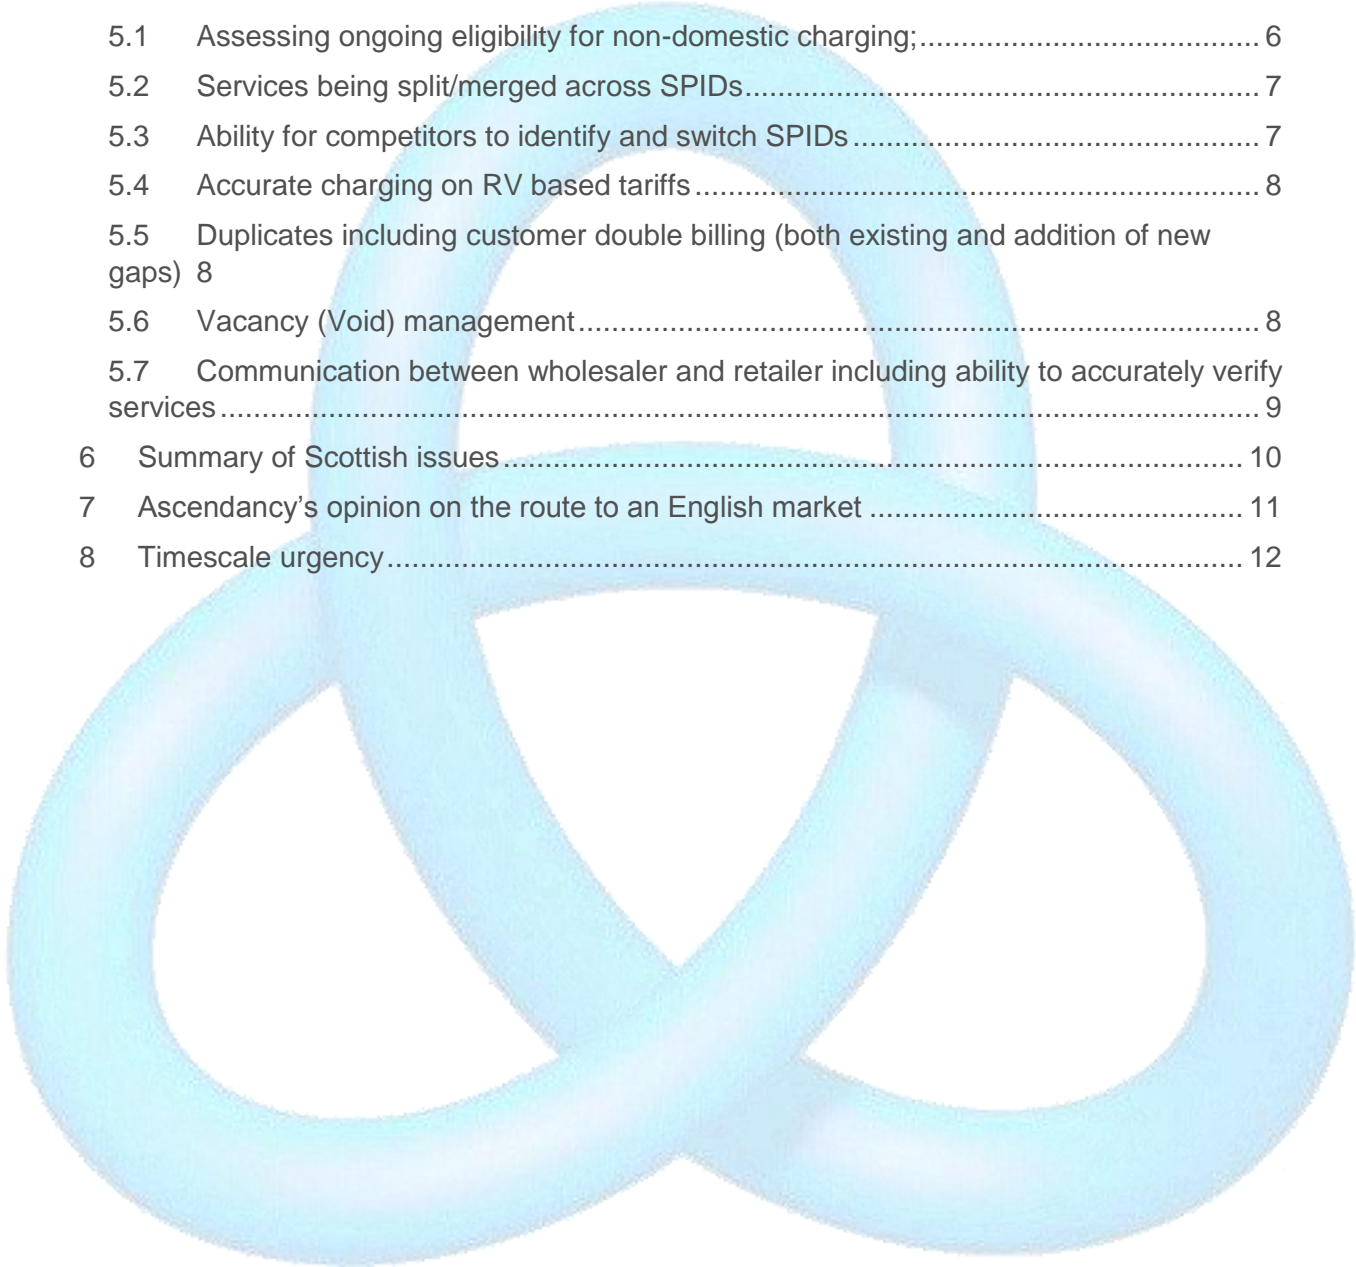 5.1 Assessing ongoing eligibility for non-domestic charging;.......................................... 6
5.2 Services being split/merged across SPIDs................................................................ 7
5.3 Ability for competitors to identify and switch SPIDs................................................... 7
5.4 Accurate charging on RV based tariffs...................................................................... 8
5.5 Duplicates including customer double billing (both existing and addition of new
gaps) 8
5.6 Vacancy (Void) management.................................................................................... 8
5.7 Communication between wholesaler and retailer including ability to accurately verify
services................................................................................................................................ 9
6 Summary of Scottish issues............................................................................................ 10
7 Ascendancy’s opinion on the route to an English market.............................................. 11
8 Timescale urgency.......................................................................................................... 12